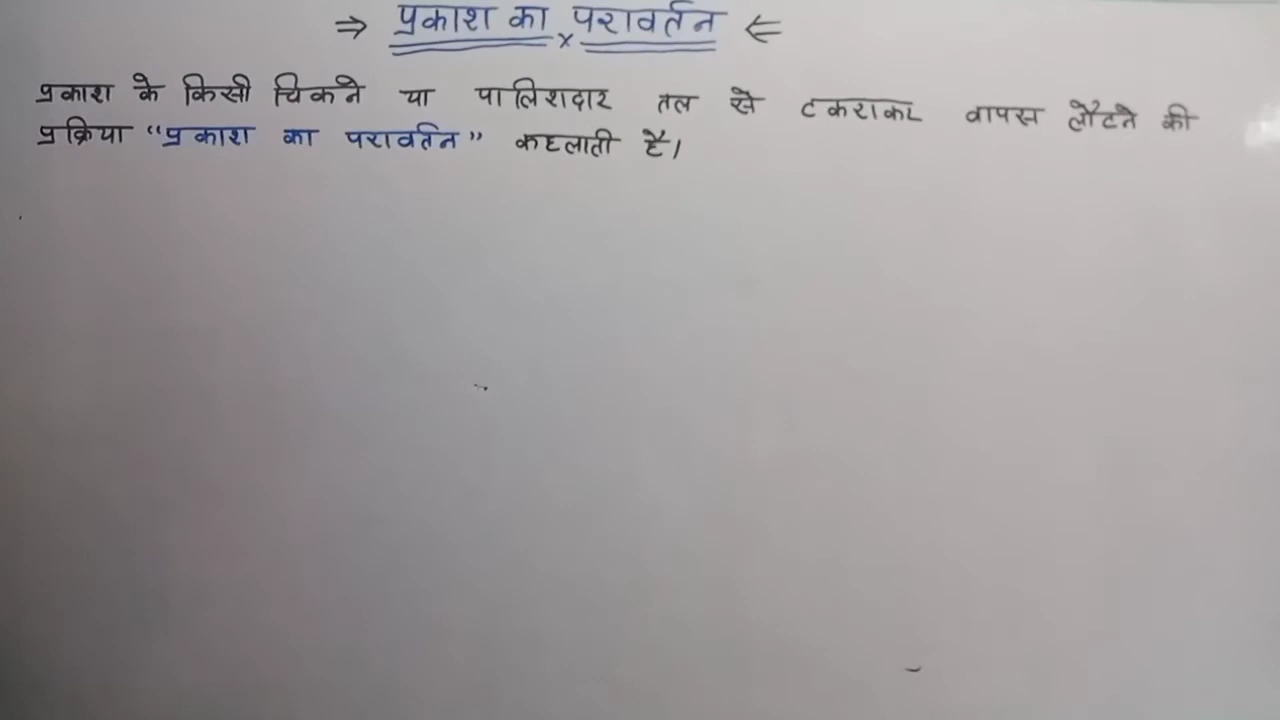 ⇒ प्रकाश का x परावर्तन ⇐
प्रकाश के किसी चिकने या पालिशदार तल से टकराकर वापस लौटने की
प्रक्रिया “प्रकाश का परावर्तन” कहलाती है।